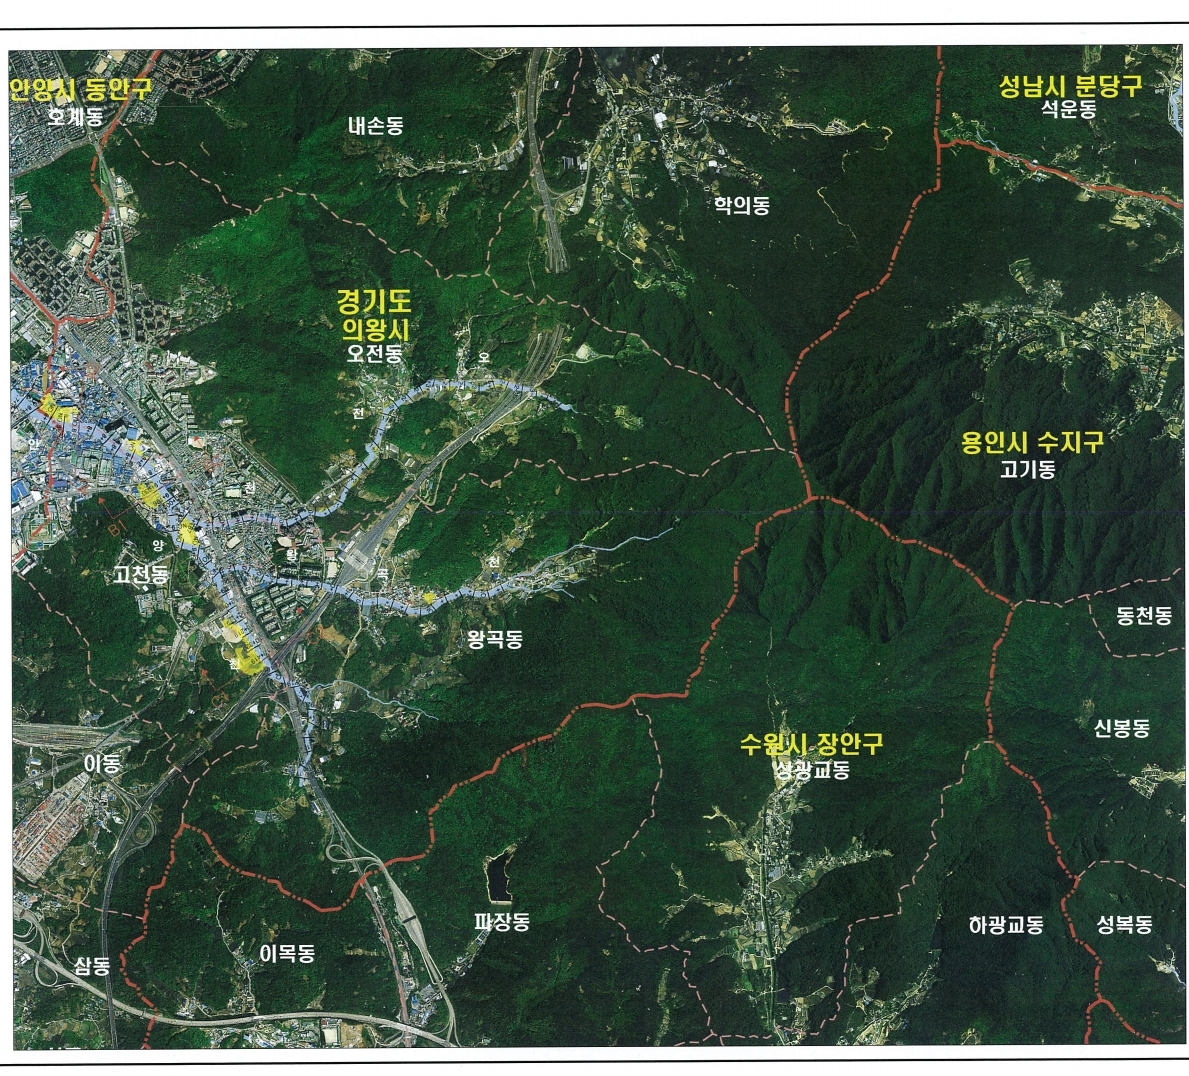 안양시 동안구
호계동
내손동
성남시 분당구
석운동
학의동
경기도
의왕시
오전동
오
전
천
용인시 수지구
고기동
안
양
천
고천동
왕
곡
천
왕곡동
동천동
신봉동
수원시 장안구
상광교동
이동
파장동
하광교동
성복동
이목동
삼동